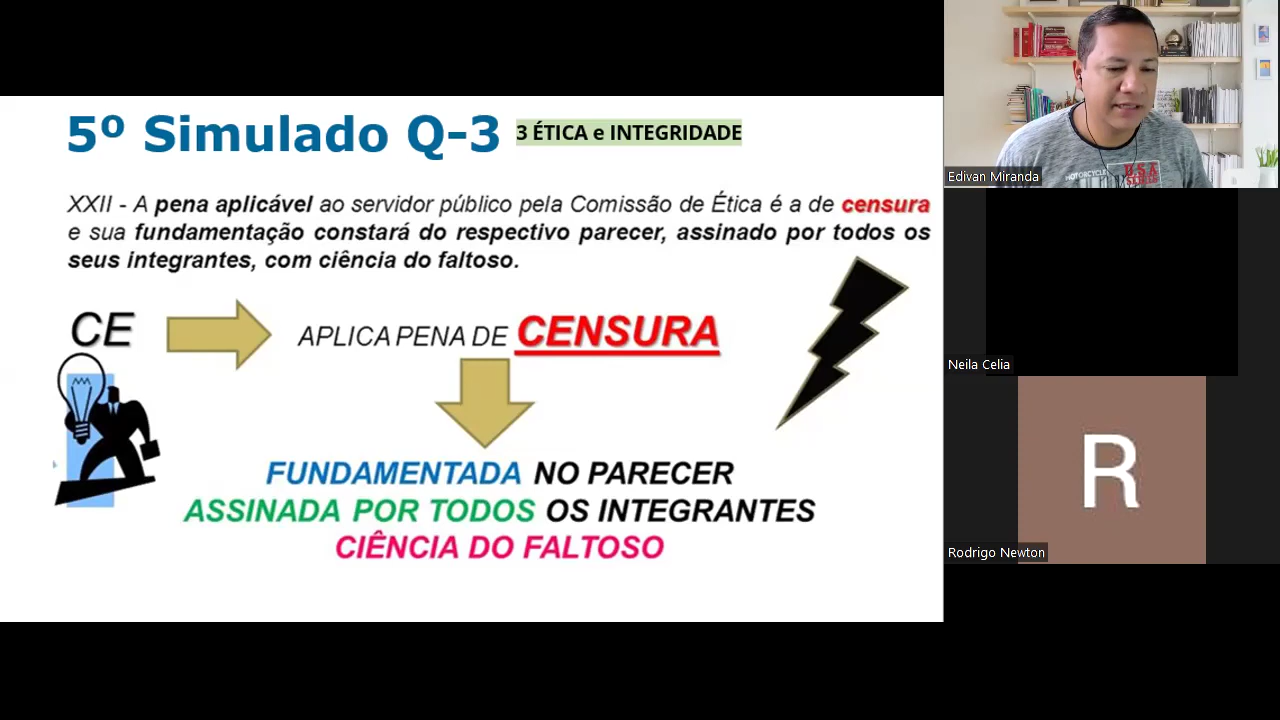 5º Simulado Q-3 3 ÉTICA e INTEGRIDADE
XXII - A pena aplicável ao servidor público pela Comissão de Ética é a de censura
e sua fundamentação constará do respectivo parecer, assinado por todos os
seus integrantes, com ciência do faltoso.
CE
APLICA PENA DE CENSURA
FUNDAMENTADA NO PARECER
ASSINADA POR TODOS OS INTEGRANTES
CIÊNCIA DO FALTOSO
MOTORCYCLE
Edivan Miranda
Neila Celia
R
Rodrigo Newton